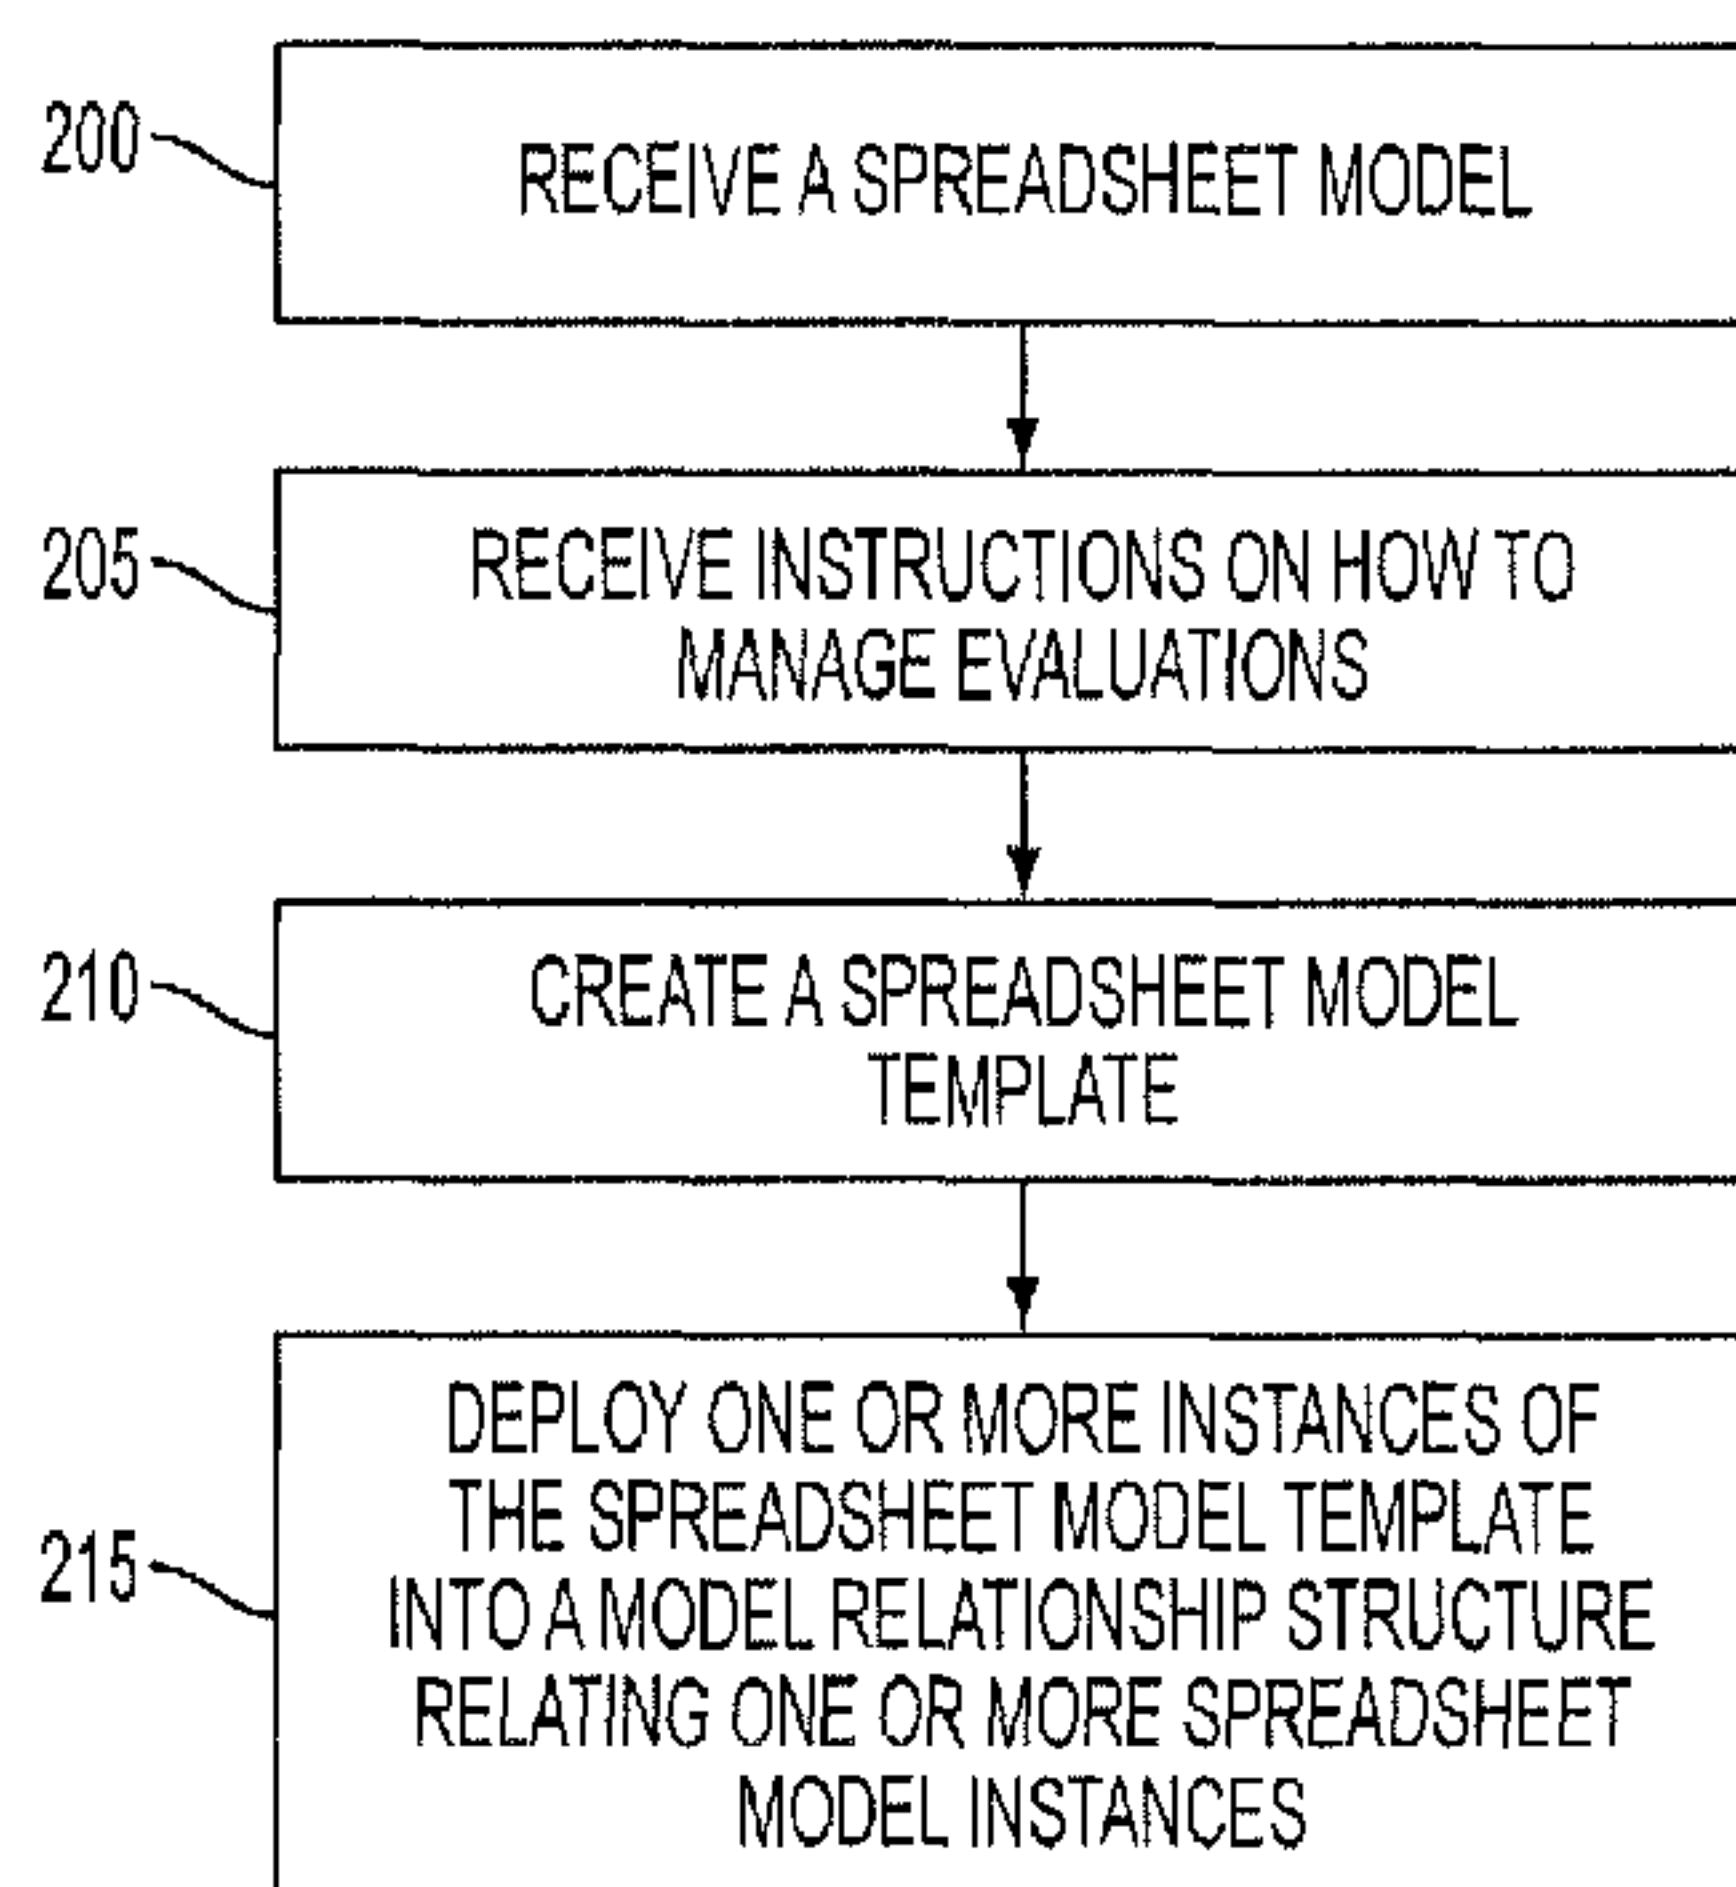 200
RECEIVE A SPREADSHEET MODEL
205
RECEIVE INSTRUCTIONS ON HOW TO
MANAGE EVALUATIONS
210
CREATE A SPREADSHEET MODEL
TEMPLATE
215
DEPLOY ONE OR MORE INSTANCES OF
THE SPREADSHEET MODEL TEMPLATE
INTO A MODEL RELATIONSHIP STRUCTURE
RELATING ONE OR MORE SPREADSHEET
MODEL INSTANCES